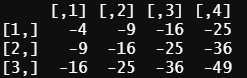 [,1] [,2] [,3] [,4]
[1,] -4 -9 -16 -25
[2,] -9 -16 -25 -36
[3,] -16 -25 -36 -49